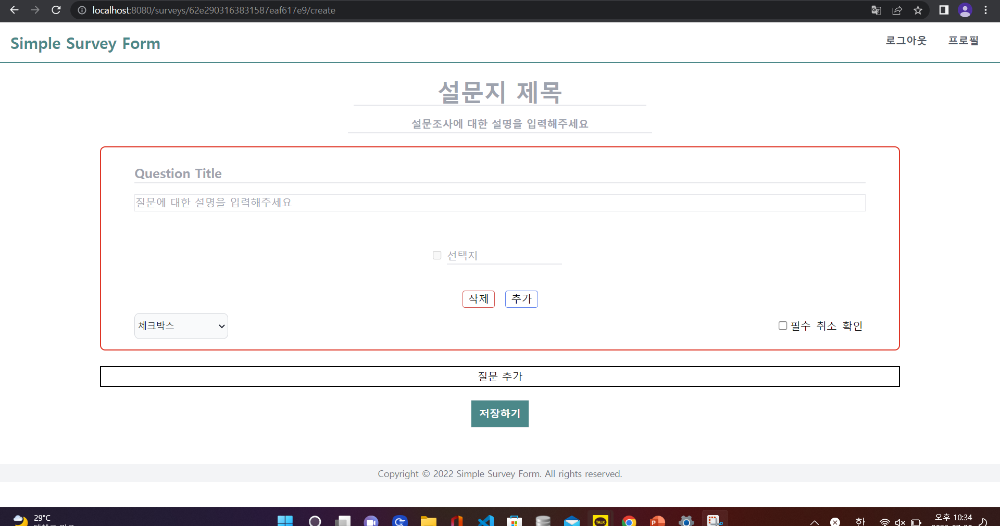 localhost:8080/surveys/62e2903163831587eaf617e9/create
Simple Survey Form
로그아웃 프로필
설문지 제목
설문조사에 대한 설명을 입력해주세요
Question Title
질문에 대한 설명을 입력해주세요
선택지
삭제 추가
체크박스
필수 취소 확인
질문 추가
저장하기
Copyright © 2022 Simple Survey Form. All rights reserved.
29°C
TALK
한
오후 10:34